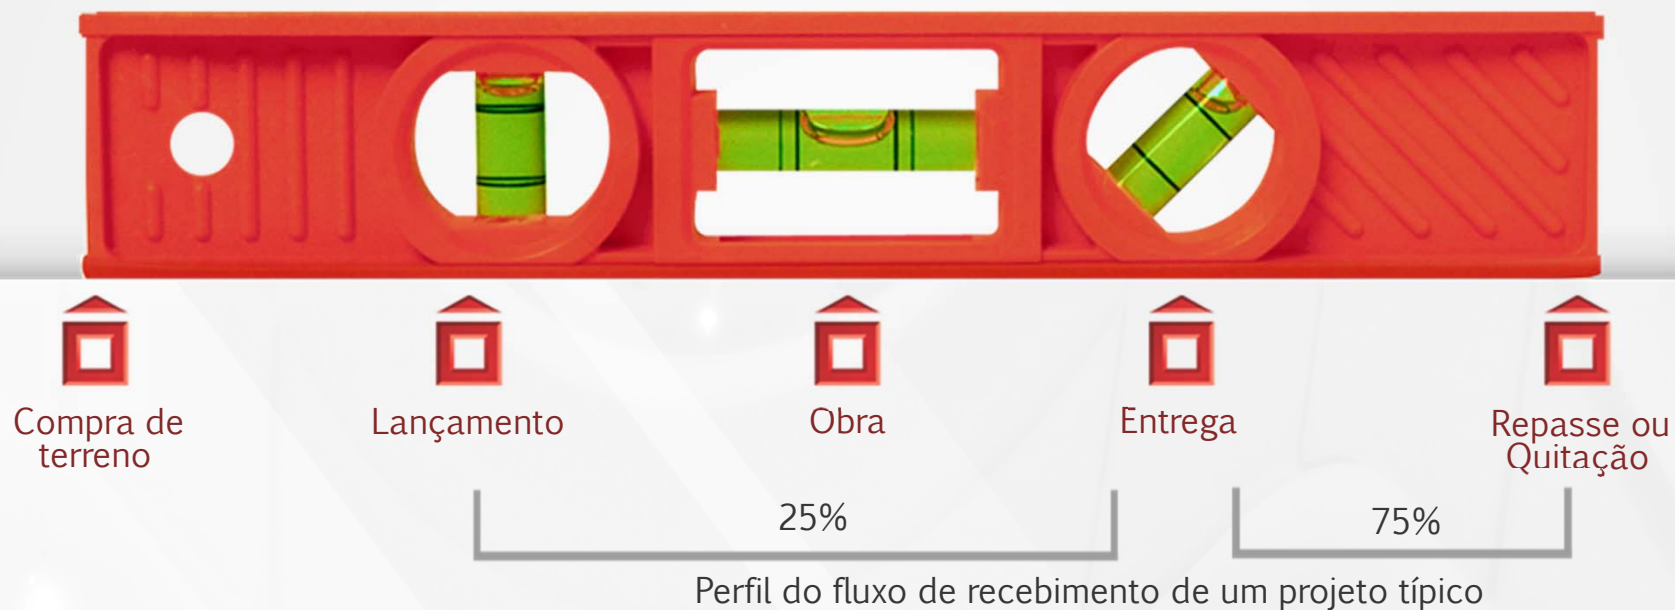 Compra de
terreno
Lançamento
Obra
Entrega
Repasse ou
Quitação
25%
75%
Perfil do fluxo de recebimento de um projeto típico